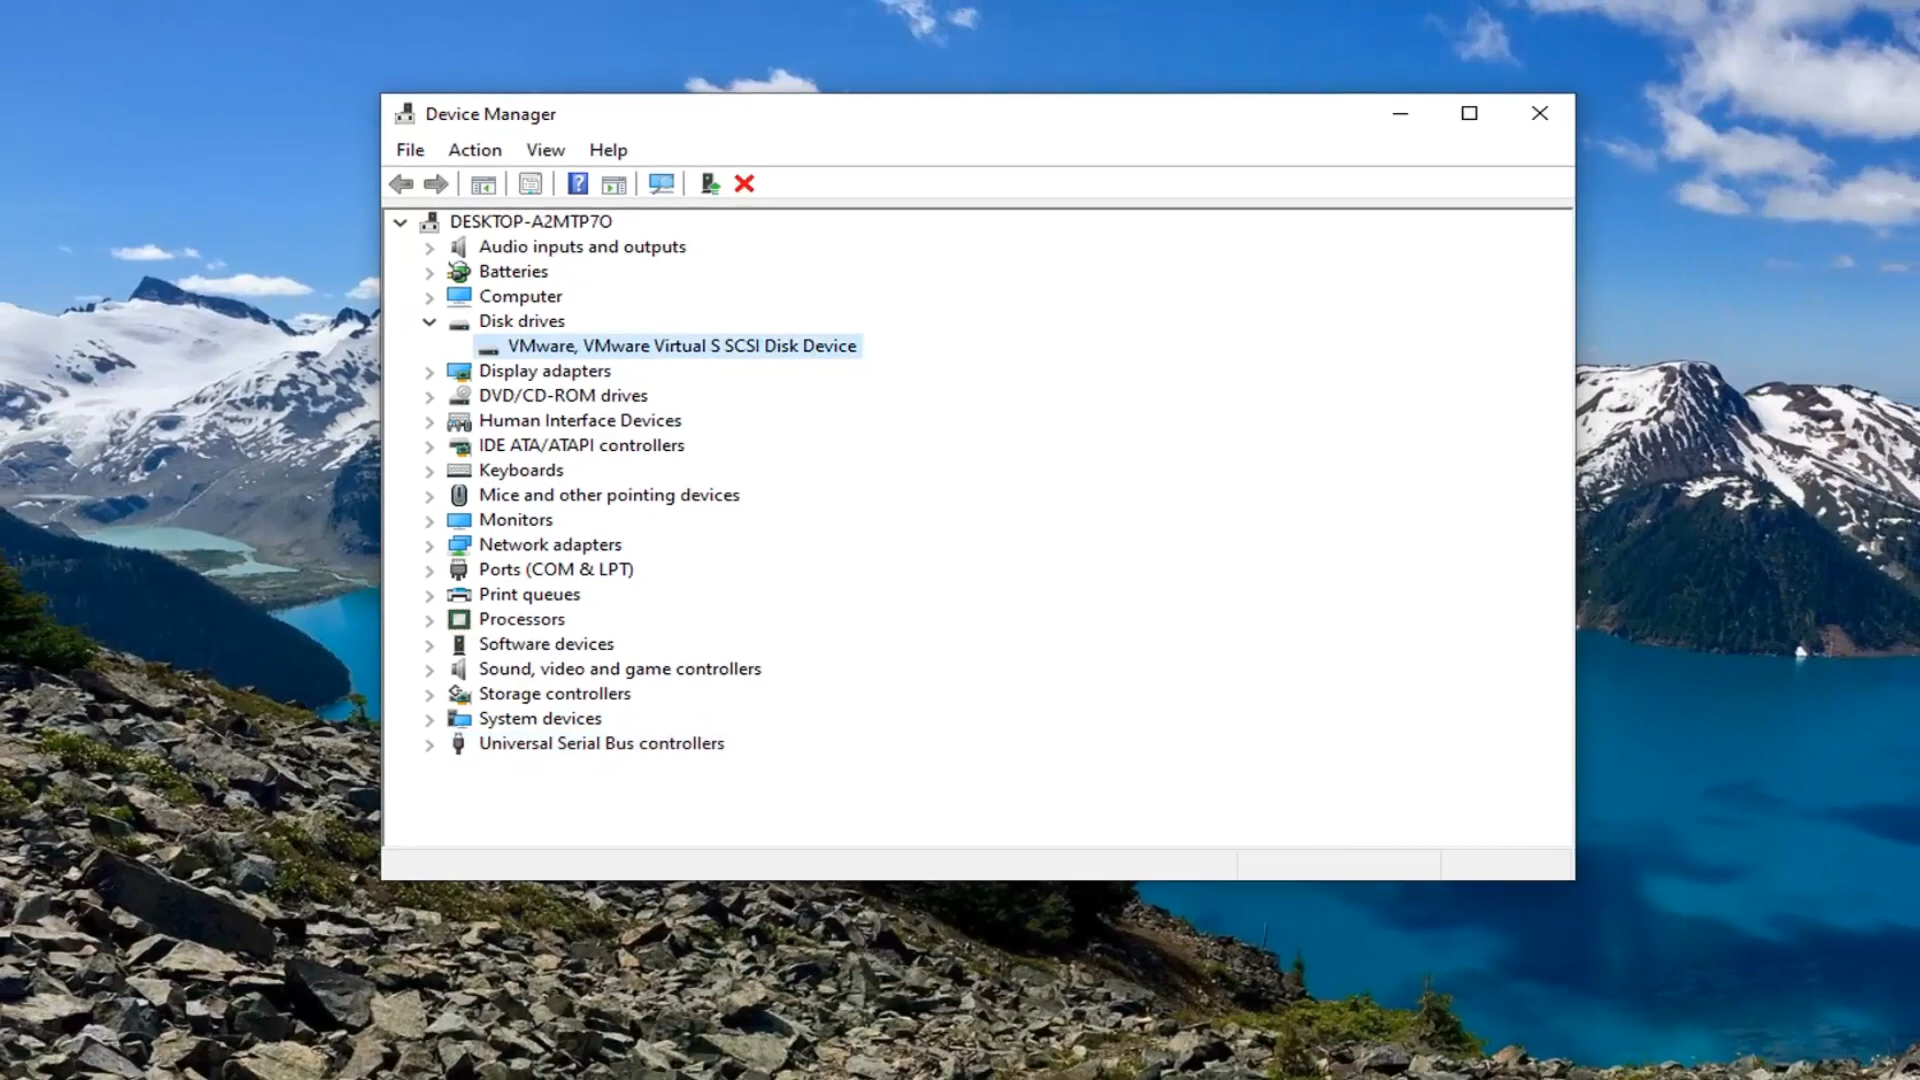 Device Manager
File Action View Help
DESKTOP-A2MTP7O
Audio inputs and outputs
Batteries
Computer
Disk drives
VMware, VMware Virtual S SCSI Disk Device
Display adapters
DVD/CD-ROM drives
Human Interface Devices
IDE ATA/ATAPI controllers
Keyboards
Mice and other pointing devices
Monitors
Network adapters
Ports (COM & LPT)
Print queues
Processors
Software devices
Sound, video and game controllers
Storage controllers
System devices
Universal Serial Bus controllers